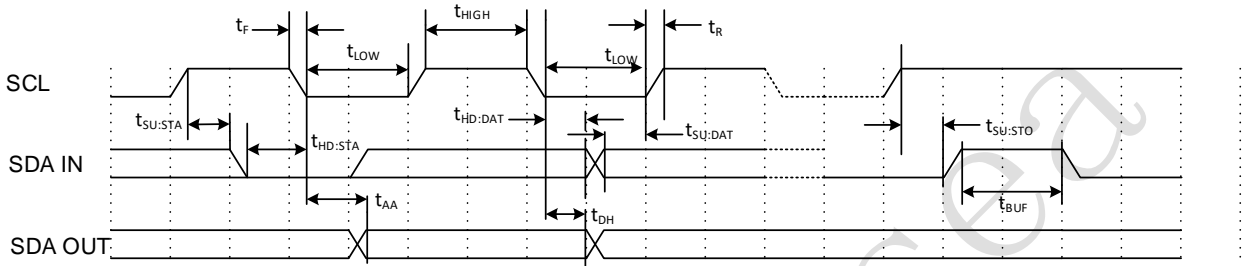 tF
tHIGH
tR
tLOW
tLOW
SCL
tSU:STA
tHD:STA
tHD:DAT
tSU:DAT
tSU:STO
SDA IN
tAA
tDH
tBUF
SDA OUT